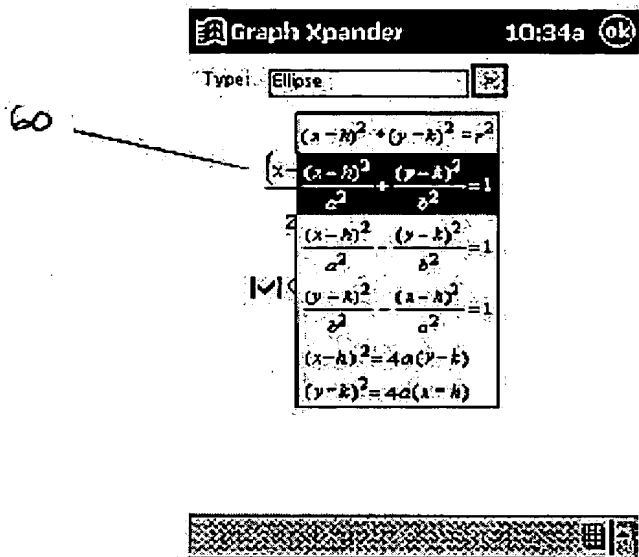 Graph Xpander 10:34a ok
Type: Ellipse
60
(x-h)²+(y-k)²=r²
(x-
(x-h)²/a²+(y-k)²/b²=1
2
(x-h)²/a²-(y-k)²/b²=1
(y-k)²/b²-(x-h)²/a²=1
(x-h)²=4a(y-k)
(y-k)²=4a(x-h)